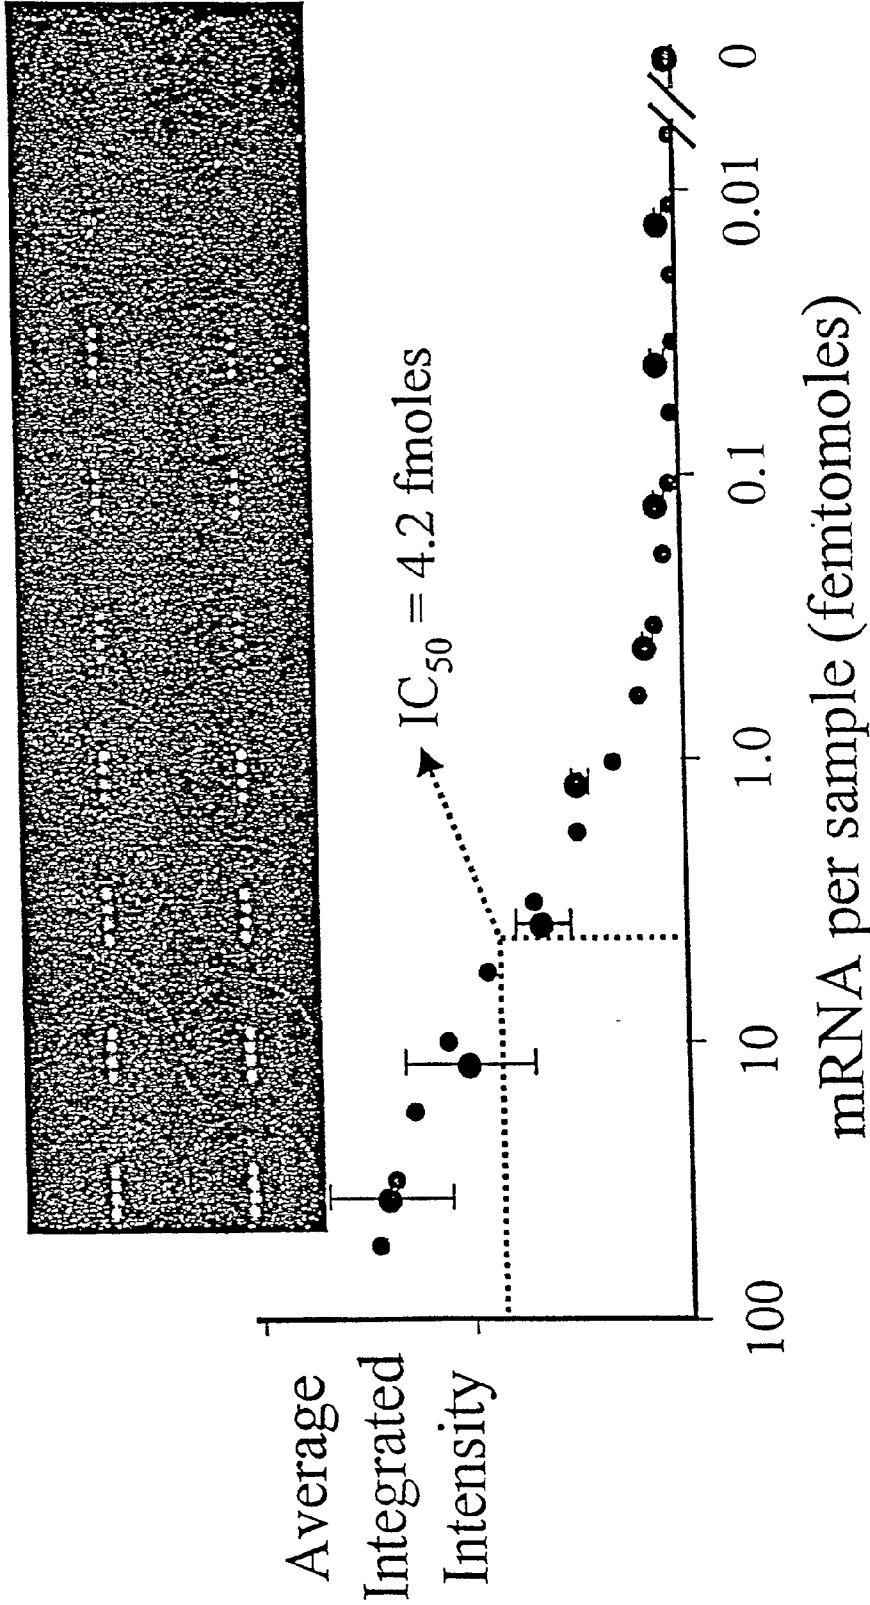 Average
Integrated
Intensity
IC50 = 4.2 fmoles
100
10
1.0
0.1
0.01
0
mRNA per sample (femitomoles)